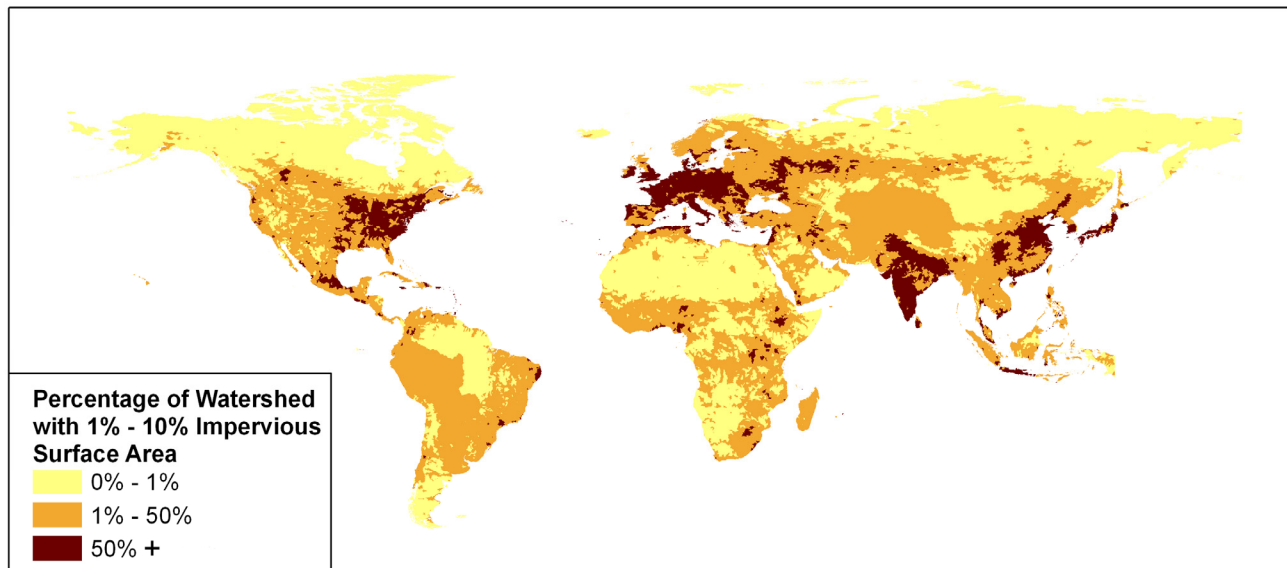 Percentage of Watershed
with 1% - 10% Impervious
Surface Area
0% - 1%
1% - 50%
50% +